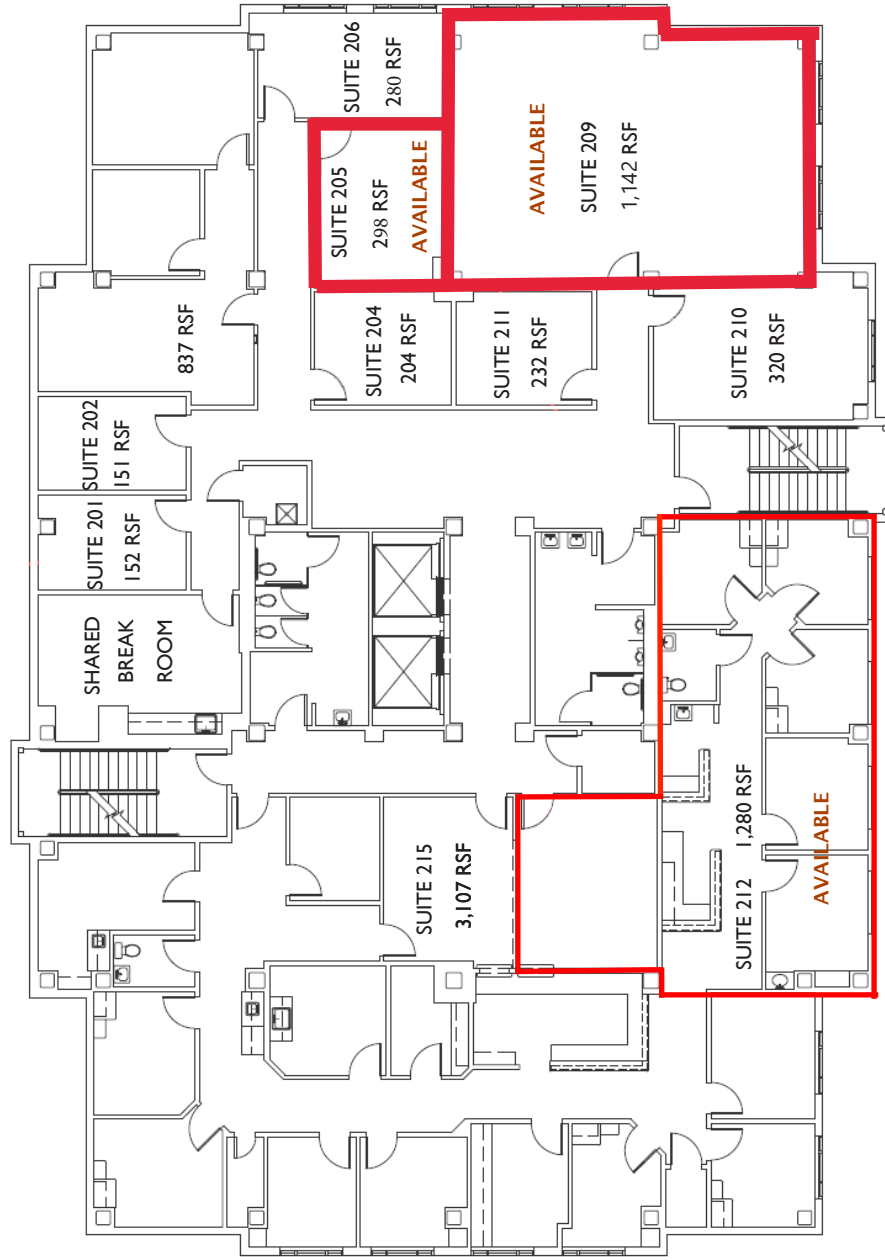 SUITE 206
280 RSF
SUITE 205
298 RSF
AVAILABLE
AVAILABLE
SUITE 209
1,142 RSF
837 RSF
SUITE 204
204 RSF
SUITE 211
232 RSF
SUITE 210
320 RSF
SUITE 202
151 RSF
SUITE 201
152 RSF
SHARED
BREAK
ROOM
SUITE 215
3,107 RSF
SUITE 212
1,280 RSF
AVAILABLE